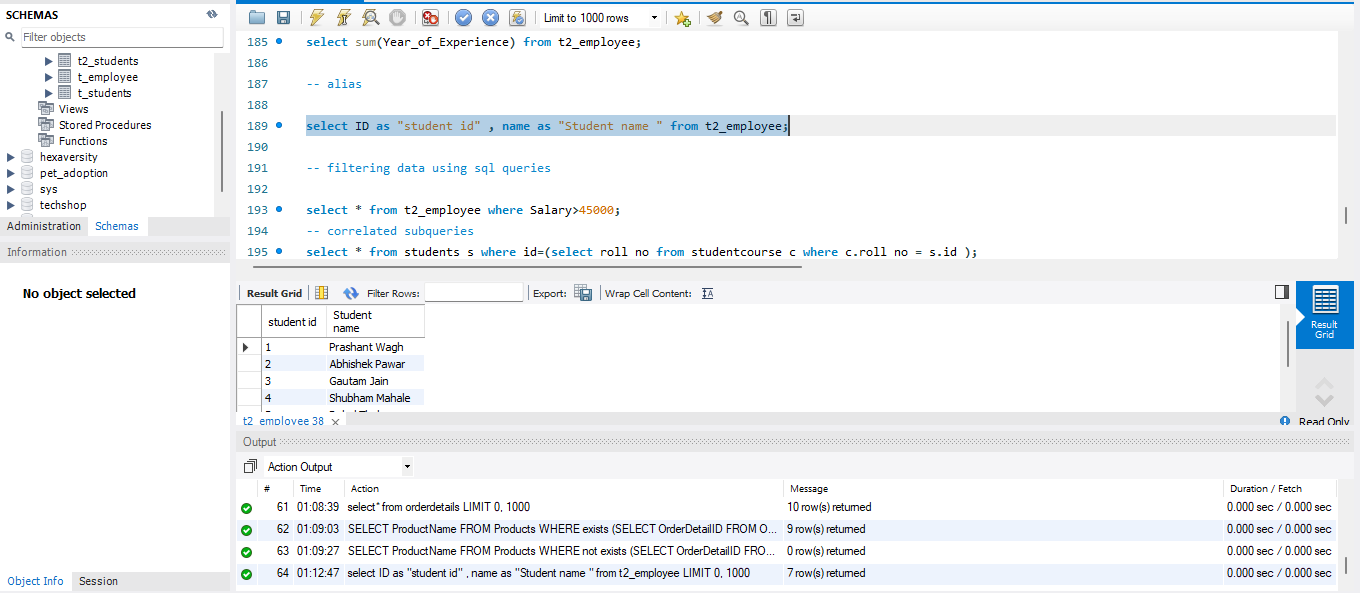 SCHEMAS
Filter objects
t2_students
t_employee
t_students
Views
Stored Procedures
Functions
hexaversity
pet_adoption
sys
techshop
Administration Schemas
Information
No object selected
Object Info Session
Limit to 1000 rows
185 select sum(Year_of_Experience) from t2_employee;
186
187 -- alias
188
189 select ID as "student id" , name as "Student name " from t2_employee;
190
191 -- filtering data using sql queries
192
193 select * from t2_employee where Salary>45000;
194 -- correlated subqueries
195 select * from students s where id=(select roll no from studentcourse c where c.roll no = s.id );
Result Grid Filter Rows: Export: Wrap Cell Content:
student id Student name
1 Prashant Wagh
2 Abhishek Pawar
3 Gautam Jain
4 Shubham Mahale
Result Grid
t2_employee 38 Read Only
Output
Action Output
# Time Action Message Duration / Fetch
61 01:08:39 select* from orderdetails LIMIT 0, 1000 10 row(s) returned 0.000 sec / 0.000 sec
62 01:09:03 SELECT ProductName FROM Products WHERE exists (SELECT OrderDetailID FROM O... 9 row(s) returned 0.000 sec / 0.000 sec
63 01:09:27 SELECT ProductName FROM Products WHERE not exists (SELECT OrderDetailID FRO... 0 row(s) returned 0.000 sec / 0.000 sec
64 01:12:47 select ID as "student id" , name as "Student name " from t2_employee LIMIT 0, 1000 7 row(s) returned 0.000 sec / 0.000 sec